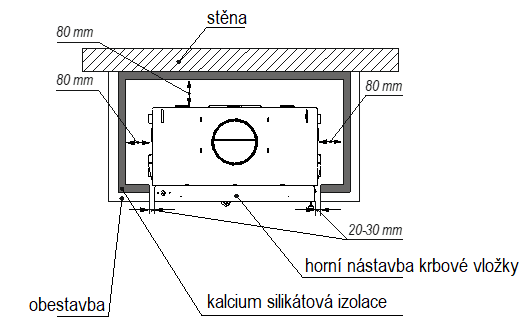 stěna
80 mm
80 mm
80 mm
20-30 mm
horní nástavba krbové vložky
kalcium silikátová izolace
obestavba